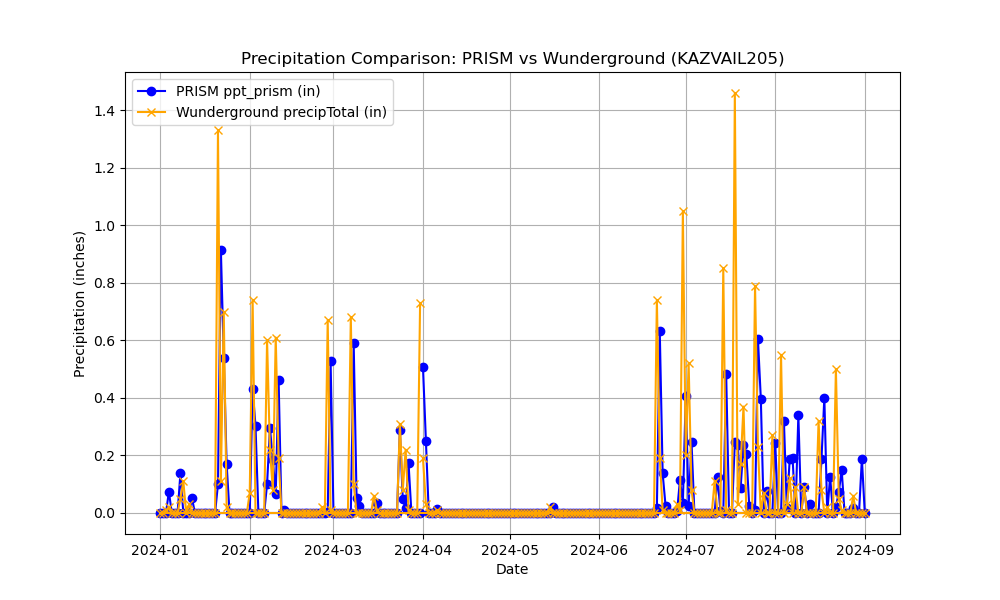 Precipitation Comparison: PRISM vs Wunderground (KAZVAIL205)
PRISM ppt_prism (in)
Wunderground precipTotal (in)
1.4
1.2
1.0
0.8
0.6
0.4
0.2
0.0
Precipitation (inches)
2024-01 2024-02 2024-03 2024-04 2024-05 2024-06 2024-07 2024-08 2024-09
Date